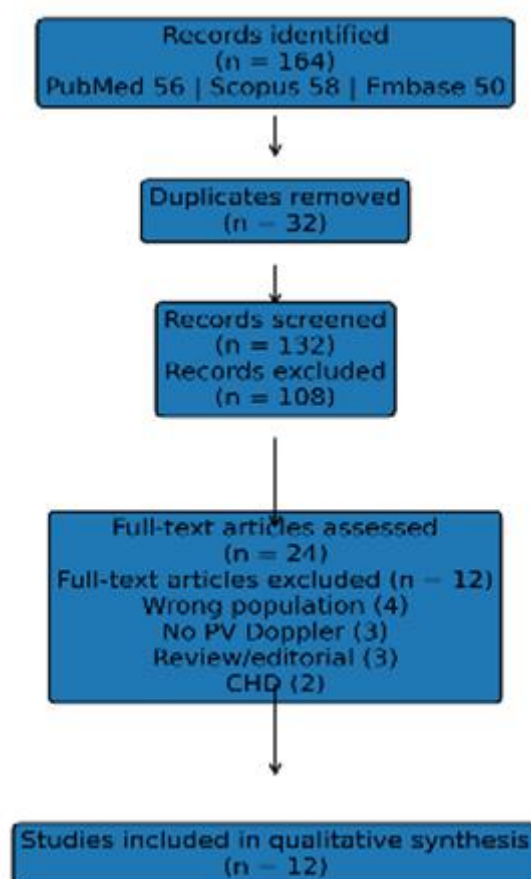 Records identified
(n = 164)
PubMed 56 | Scopus 58 | Fmbase 50
Duplicates removed
(n − 32)
Records screened
(n = 132)
Records excluded
(n = 108)
Full-text articles assessed
(n = 24)
Full-text articles excluded (n − 12)
Wrong population (4)
No PV Doppler (3)
Review/editorial (3)
CHD (2)
Studies included in qualitative synthesis
(n − 12)